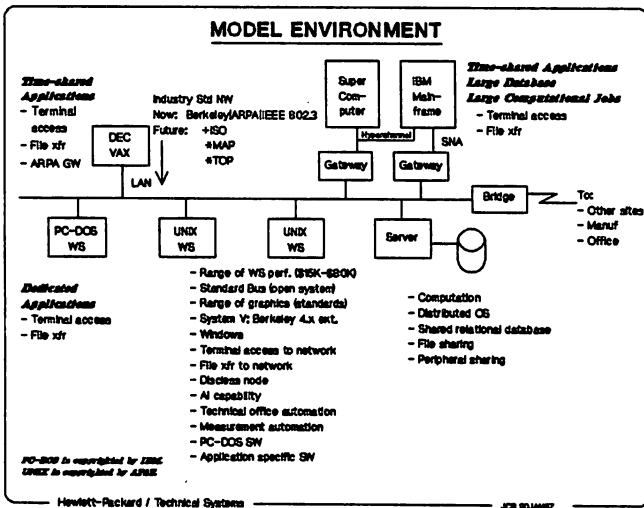 MODEL ENVIRONMENT
Time-shared
Applications
- Terminal
access
- File xfr
- ARPA GW
DEC
VAX
Industry Std NW
Now: Berkeley|ARPA|IEEE 802.3
Future: +ISO
*MAP
*TOP
LAN
Super
Com-
puter
IBM
Main-
frame
Hyperchannel
SNA
Gateway
Gateway
Time-shared Applications
Large Database
Large Computational Jobs
- Terminal access
- File xfr
Bridge
To:
- Other sites
- Manuf
- Office
PC-DOS
WS
UNIX
WS
UNIX
WS
Server
Dedicated
Applications
- Terminal access
- File xfr
- Range of WS perf. ($15K-$80K)
- Standard Bus (open system)
- Range of graphics (standards)
- System V; Berkeley 4.x ext.
- Windows
- Terminal access to network
- File xfr to network
- Discless node
- AI capability
- Technical office automation
- Measurement automation
- PC-DOS SW
- Application specific SW
- Computation
- Distributed OS
- Shared relational database
- File sharing
- Peripheral sharing
PC-DOS is copyrighted by IBM.
UNIX is copyrighted by AT&T.
Hewlett-Packard / Technical Systems